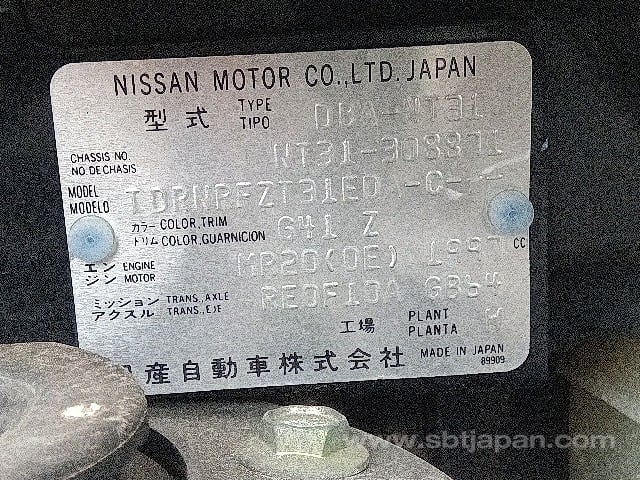 NISSAN MOTOR CO.,LTD. JAPAN
型式 TYPE TIPO DBA-NT31
CHASSIS NO. NO. DE CHASIS NT31-308371
MODEL MODELO
カラー トリム COLOR,TRIM COLOR,GUARNICION G41 Z
エンジン ENGINE MOTOR MR20(DE) 1997 CC
ミッション アクスル TRANS.,AXLE TRANS.,EJE RE0F10A GB64
工場 PLANT PLANTA
日産自動車株式会社 MADE IN JAPAN
89909
www.sbtjapan.com